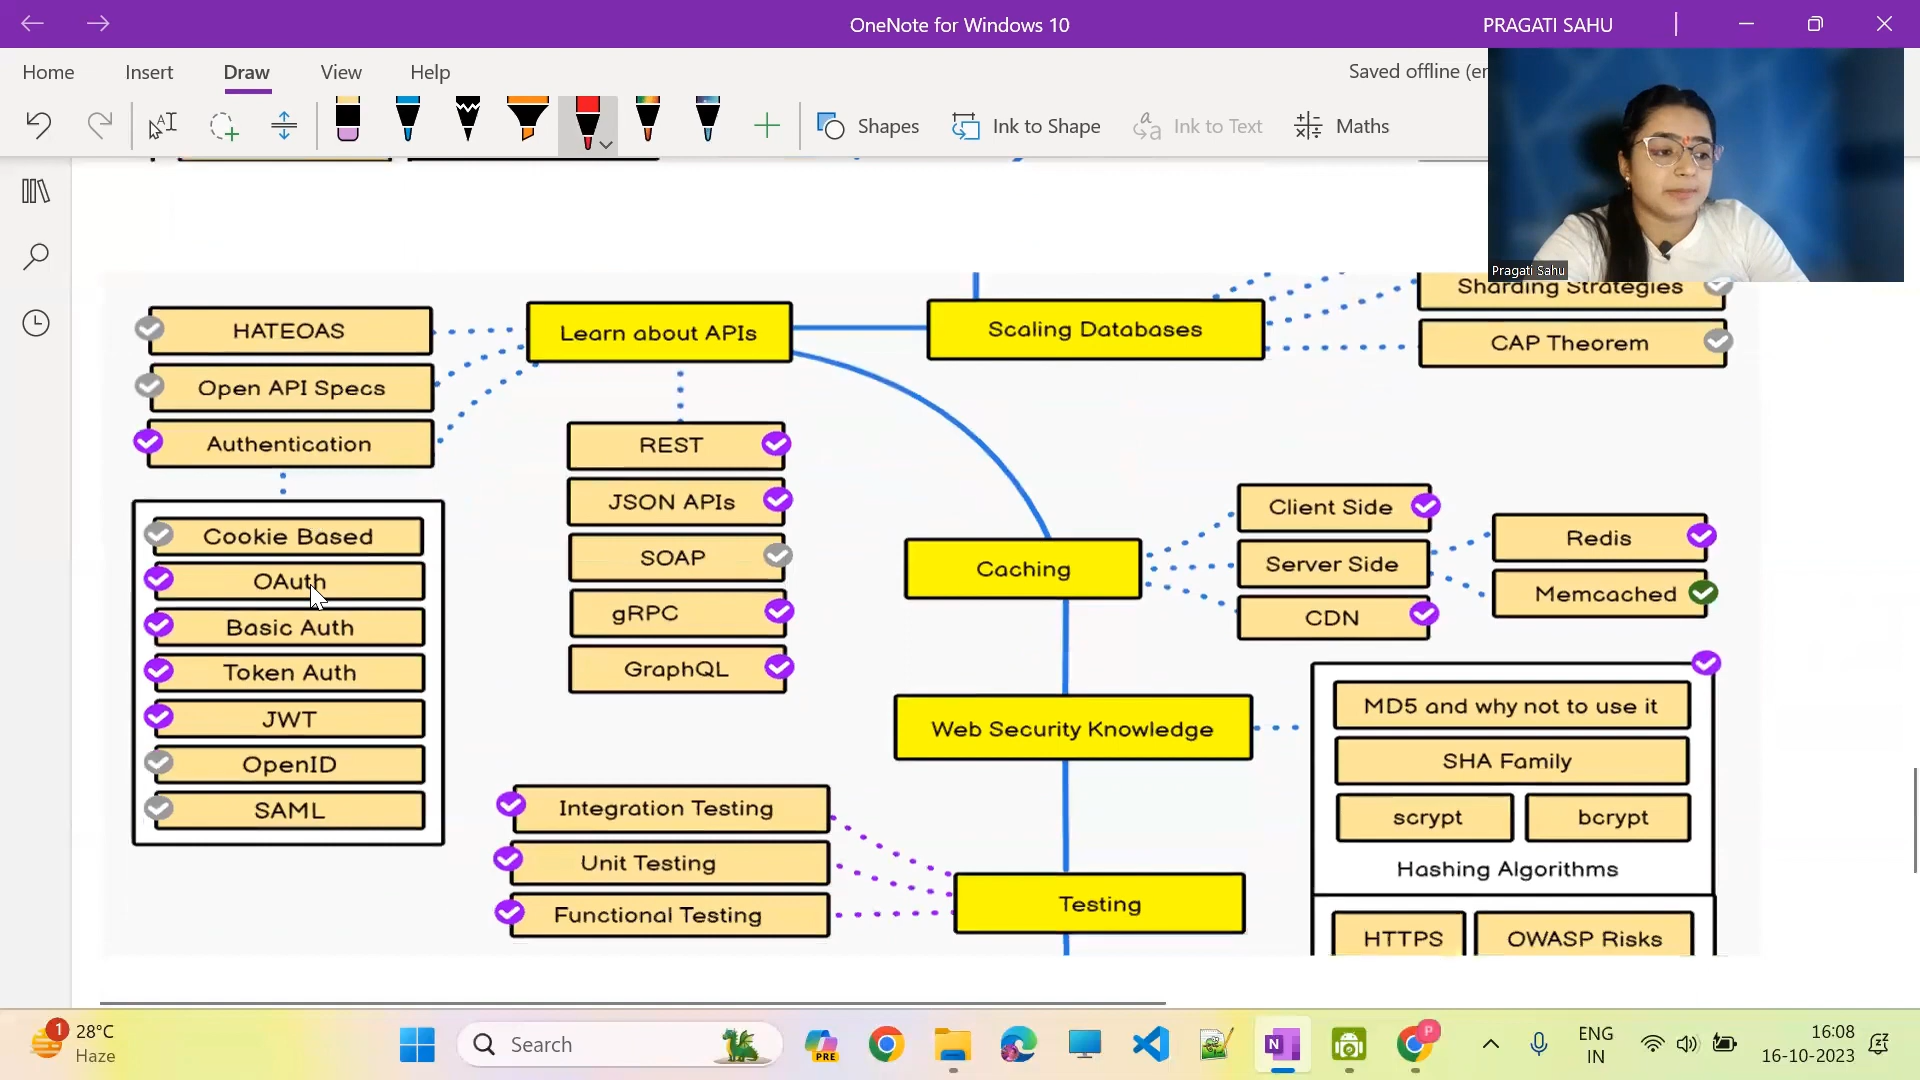 OneNote for Windows 10
PRAGATI SAHU
Home
Insert
Draw
View
Help
Saved offline (er
Shapes
Ink to Shape
Ink to Text
Maths
Pragati Sahu
HATEOAS
Open API Specs
Authentication
Cookie Based
OAuth
Basic Auth
Token Auth
JWT
OpenID
SAML
Learn about APIs
REST
JSON APIs
SOAP
gRPC
GraphQL
Integration Testing
Unit Testing
Functional Testing
Scaling Databases
Sharding Strategies
CAP Theorem
Caching
Client Side
Server Side
CDN
Redis
Memcached
Web Security Knowledge
MD5 and why not to use it
SHA Family
scrypt
bcrypt
Hashing Algorithms
HTTPS
OWASP Risks
Testing
1
28°C
Haze
Search
PRE
N
P
ENG
IN
16:08
16-10-2023